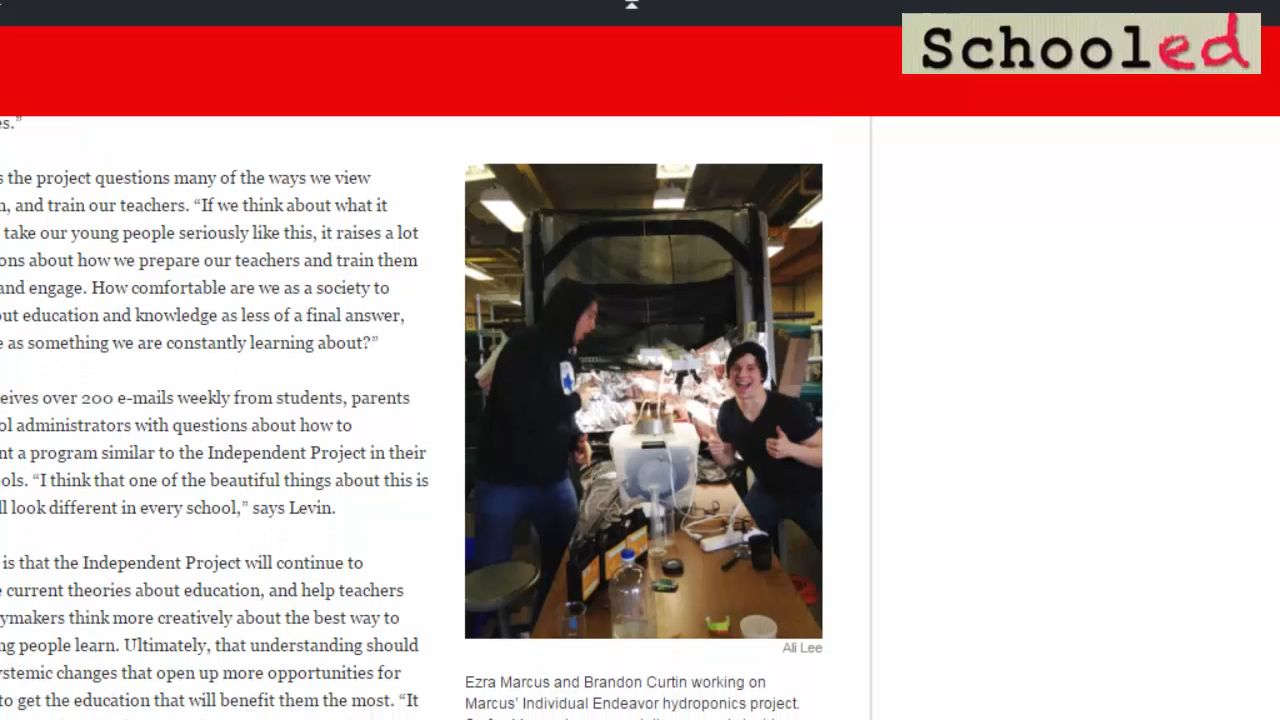 Schooled
es.”
s the project questions many of the ways we view
n, and train our teachers. “If we think about what it
take our young people seriously like this, it raises a lot
ons about how we prepare our teachers and train them
and engage. How comfortable are we as a society to
out education and knowledge as less of a final answer,
e as something we are constantly learning about?”
eives over 200 e-mails weekly from students, parents
ol administrators with questions about how to
nt a program similar to the Independent Project in their
ols. “I think that one of the beautiful things about this is
ll look different in every school,” says Levin.
is that the Independent Project will continue to
e current theories about education, and help teachers
ymakers think more creatively about the best way to
ng people learn. Ultimately, that understanding should
ystemic changes that open up more opportunities for
to get the education that will benefit them the most. “It
Ali Lee
Ezra Marcus and Brandon Curtin working on
Marcus’ Individual Endeavor hydroponics project.